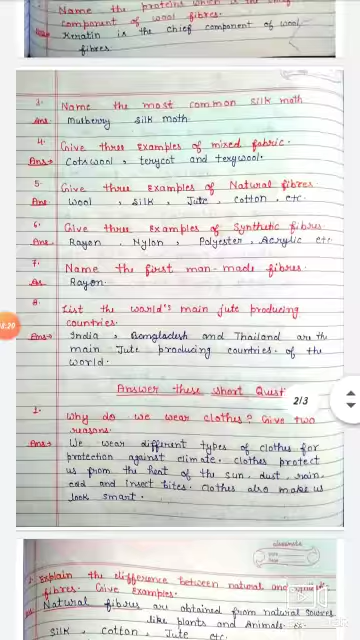 Name the proteins which is the
component of wool fibres.
Keratin is the chief component of wool
fibres.
3. Name the most common silk moth
Ans Mulberry silk moth.
4. Give three examples of mixed fabric.
Ans→ Cotswool, terycot and terywool.
5. Give three Examples of Natural fibres
Ans Wool, silk, Jute, cotton, etc.
6. Give three Examples of Synthetic fibres
Ans Rayon, Nylon, Polyester, Acrylic etc
7. Name the first man-made fibres.
Ans Rayon.
8. List the world's main jute producing
countries.
Ans→ India, Bangladesh and Thailand are the
main Jute producing countries of the
world.
Answer these short Quest
2/3
1. Why do we wear clothes? Give two
reasons.
Ans→ We wear different types of clothes for
protection against climate. Clothes protect
us from the heat of the sun, dust, rain,
cold and insect bites. Clothes also make us
look smart.
classmate
Date
Page
Explain the difference between natural and
fibres. Give Examples.
Natural fibres are obtained from natural sources
like plants and Animals. ex-
silk, cotton, Jute etc.